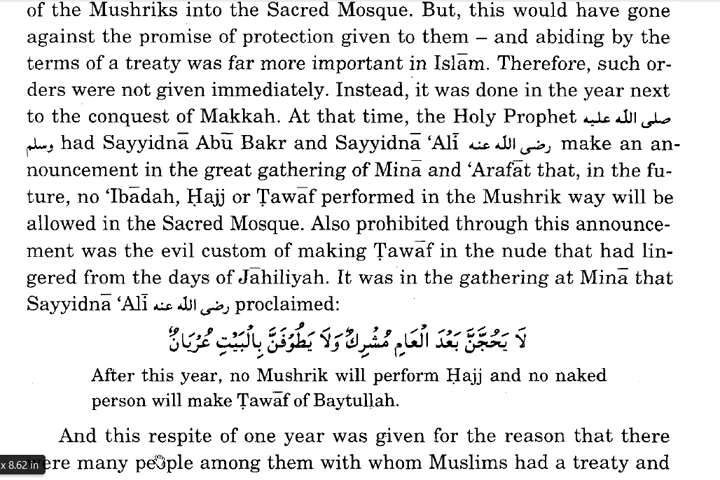 of the Mushriks into the Sacred Mosque. But, this would have gone
against the promise of protection given to them – and abiding by the
terms of a treaty was far more important in Islām. Therefore, such or-
ders were not given immediately. Instead, it was done in the year next
to the conquest of Makkah. At that time, the Holy Prophet صلى الله عليه
وسلم had Sayyidnā Abū Bakr and Sayyidnā ‘Alī رضى الله عنه make an an-
nouncement in the great gathering of Minā and ‘Arafāt that, in the fu-
ture, no ‘Ibādah, Ḥajj or Ṭawāf performed in the Mushrik way will be
allowed in the Sacred Mosque. Also prohibited through this announce-
ment was the evil custom of making Ṭawāf in the nude that had lin-
gered from the days of Jāhiliyah. It was in the gathering at Minā that
Sayyidnā ‘Alī رضى الله عنه proclaimed:
لَا يَحُجَّنَّ بَعْدَ الْعَامِ مُشْرِكٌ وَلَا يَطُوْفَنَّ بِالْبَيْتِ عُرْيَانٌ
After this year, no Mushrik will perform Ḥajj and no naked
person will make Ṭawāf of Baytullah.
And this respite of one year was given for the reason that there
were many people among them with whom Muslims had a treaty and
x 8.62 in